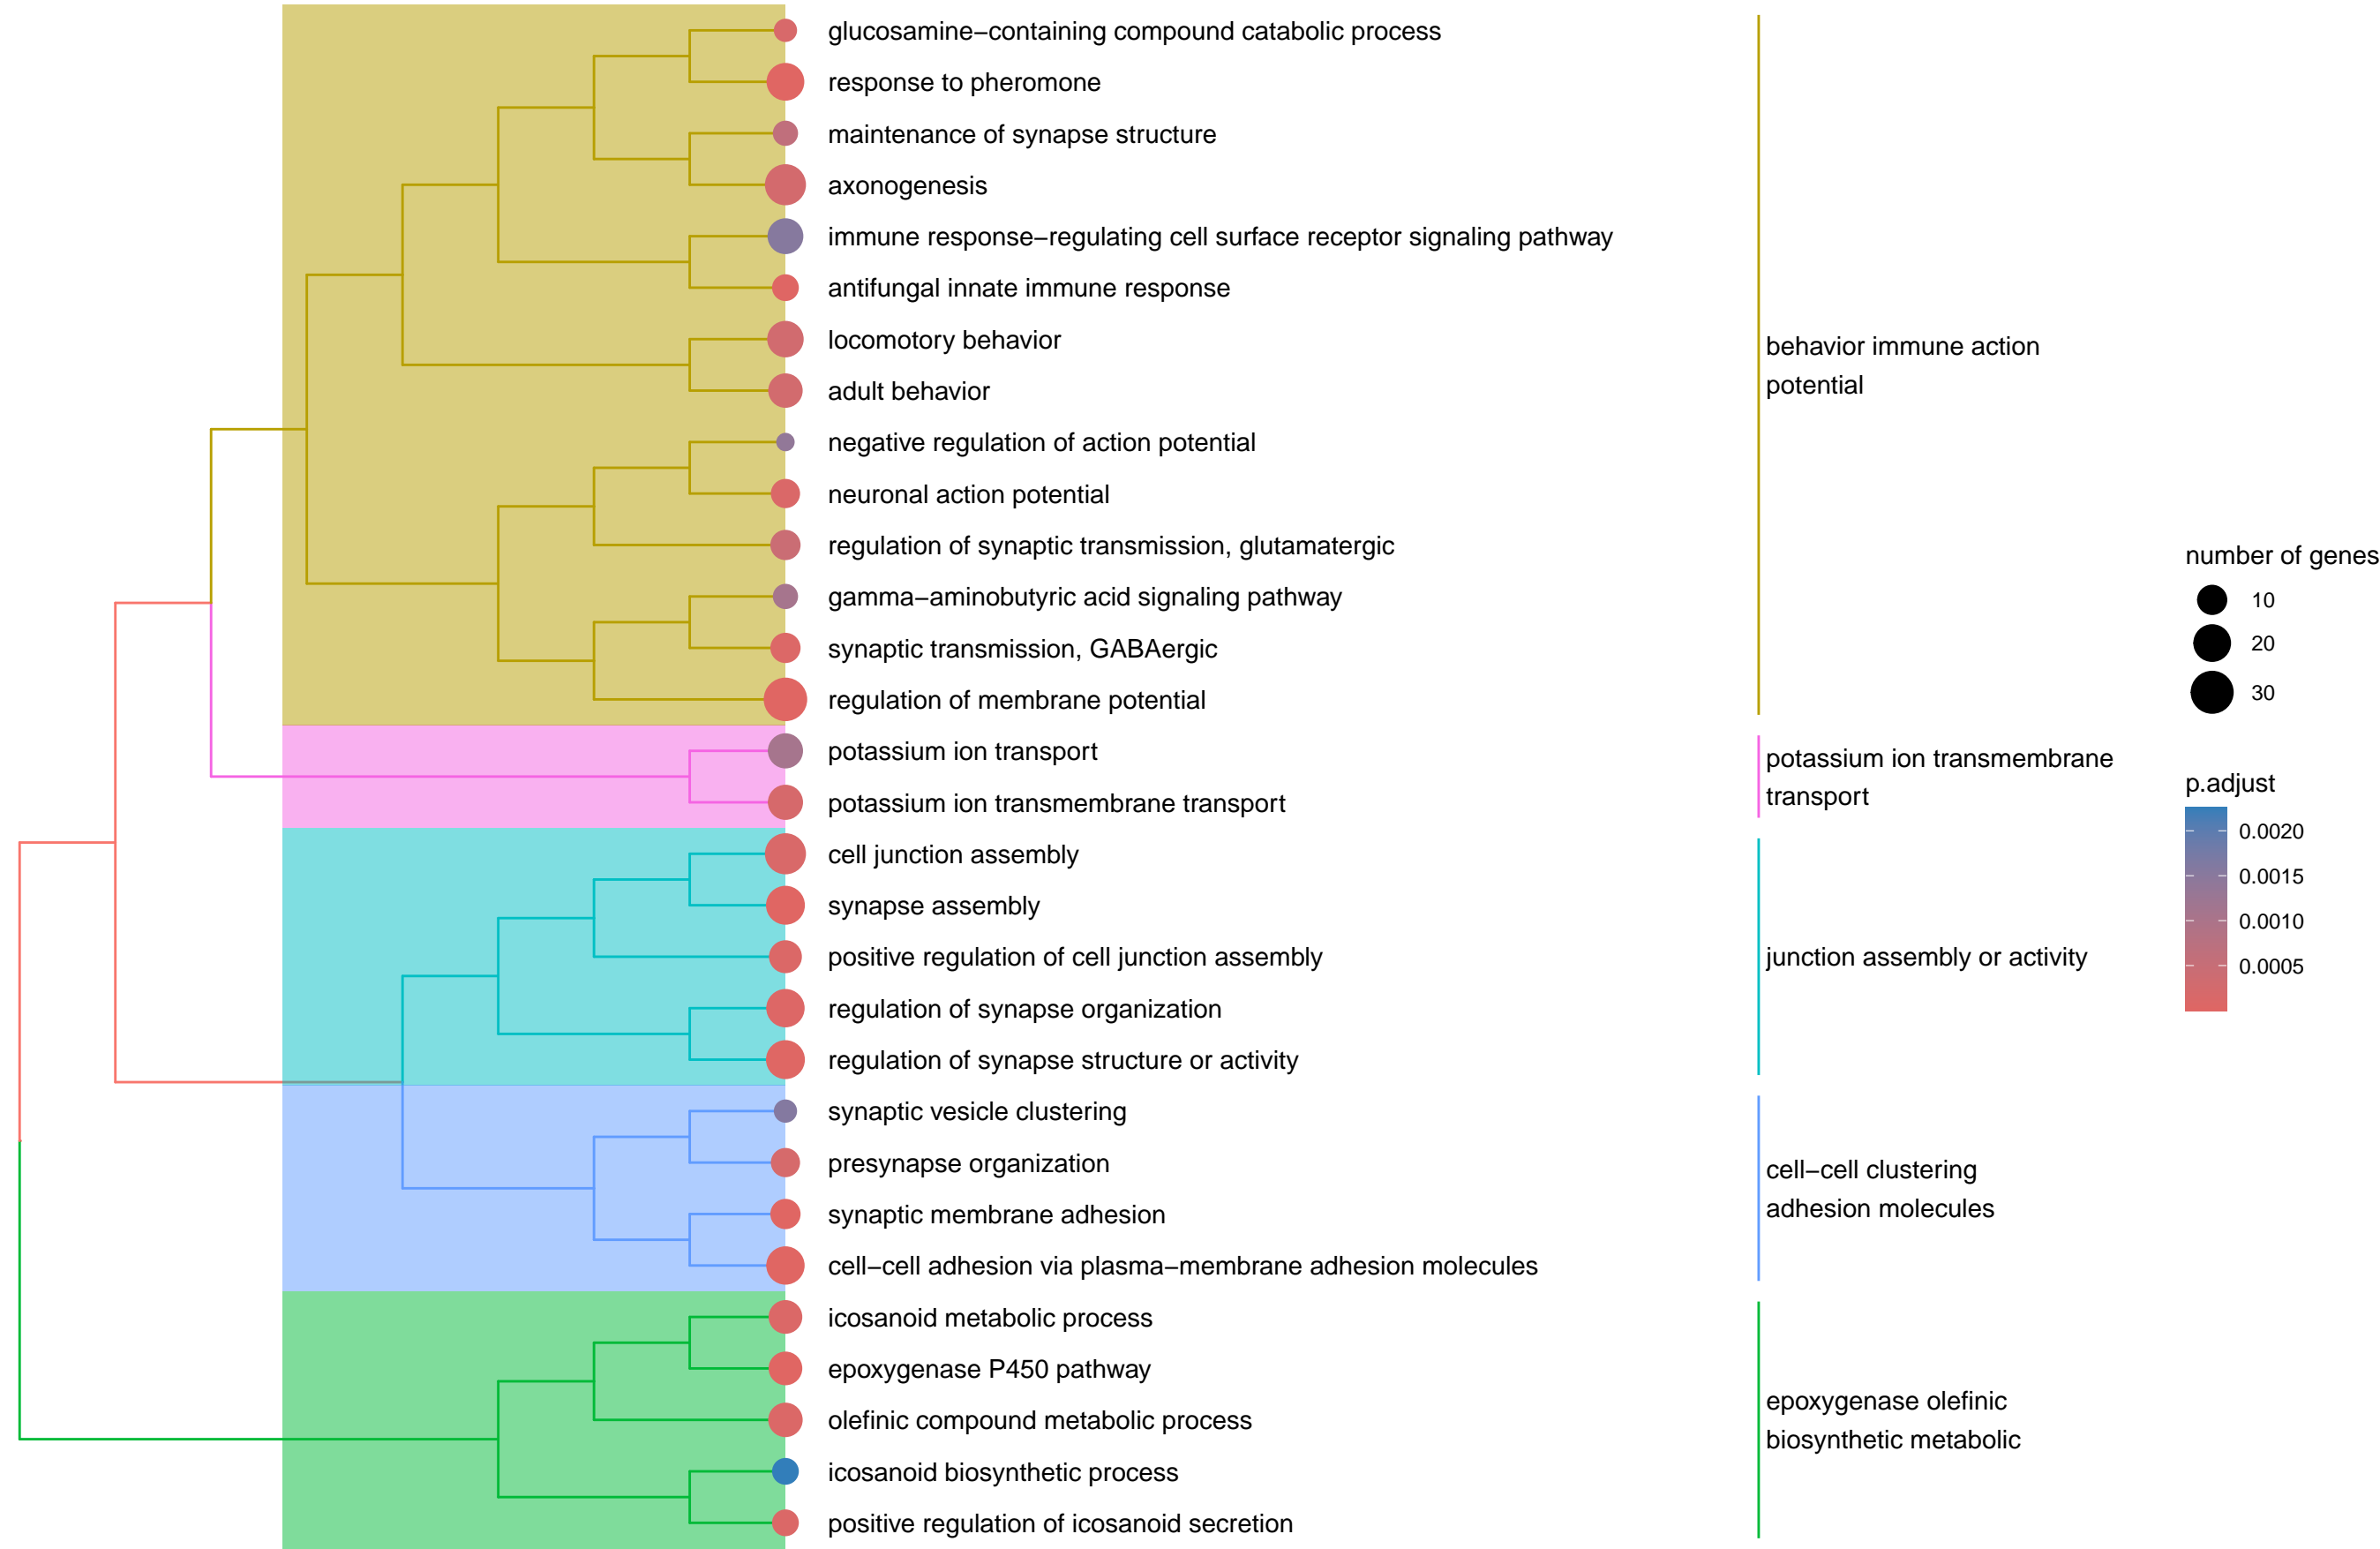 glucosamine−containing compound catabolic process
response to pheromone
maintenance of synapse structure
axonogenesis
immune response−regulating cell surface receptor signaling pathway
antifungal innate immune response
locomotory behavior
adult behavior
negative regulation of action potential
neuronal action potential
regulation of synaptic transmission, glutamatergic
gamma−aminobutyric acid signaling pathway
synaptic transmission, GABAergic
regulation of membrane potential
potassium ion transport
potassium ion transmembrane transport
cell junction assembly
synapse assembly
positive regulation of cell junction assembly
regulation of synapse organization
regulation of synapse structure or activity
synaptic vesicle clustering
presynapse organization
synaptic membrane adhesion
cell−cell adhesion via plasma−membrane adhesion molecules
icosanoid metabolic process
epoxygenase P450 pathway
olefinic compound metabolic process
icosanoid biosynthetic process
positive regulation of icosanoid secretion
behavior immune action
potential
potassium ion transmembrane
transport
junction assembly or activity
cell−cell clustering
adhesion molecules
epoxygenase olefinic
biosynthetic metabolic
number of genes
10
20
30
p.adjust
0.0020
0.0015
0.0010
0.0005